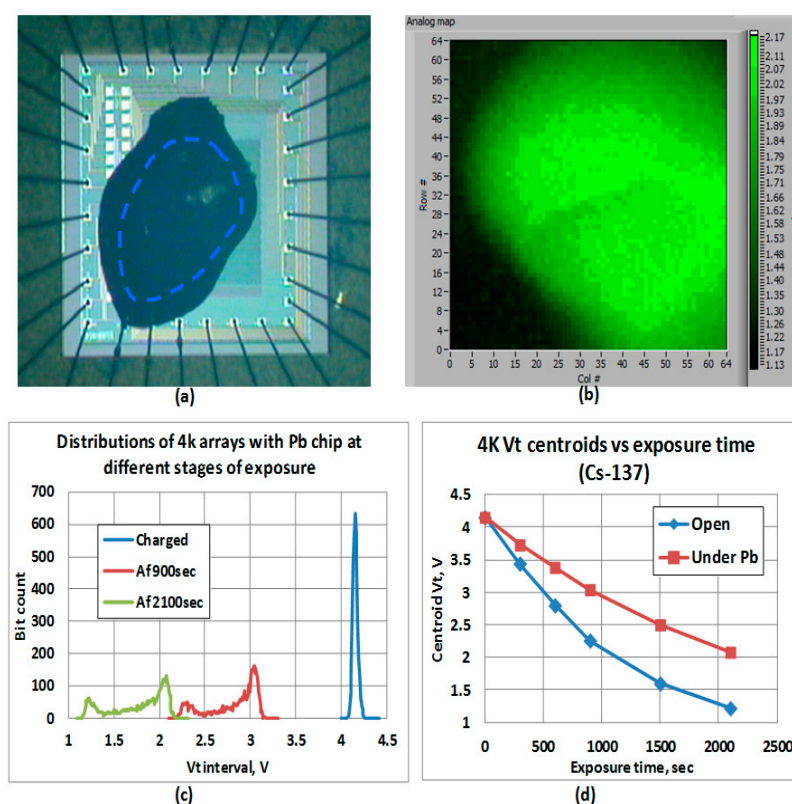 Analog map
64
60
56
52
48
44
40
36
32
28
24
20
16
12
8
4
0
Row #
0 5 10 15 20 25 30 35 40 45 50 55 60 64
Col #
2.17
2.11
2.07
2.02
1.97
1.93
1.88
1.83
1.79
1.75
1.70
1.66
1.62
1.57
1.53
1.49
1.44
1.40
1.35
1.30
1.26
1.22
1.17
1.13
(a)
(b)
Distributions of 4k arrays with Pb chip at
different stages of exposure
700
600
500
400
300
200
100
0
Bit count
Charged
Af900sec
Af2100sec
1 1.5 2 2.5 3 3.5 4 4.5
Vt interval, V
(c)
4K Vt centroids vs exposure time
(Cs-137)
4.5
4
3.5
3
2.5
2
1.5
1
Centroid Vt, V
Open
Under Pb
0 500 1000 1500 2000 2500
Exposure time, sec
(d)